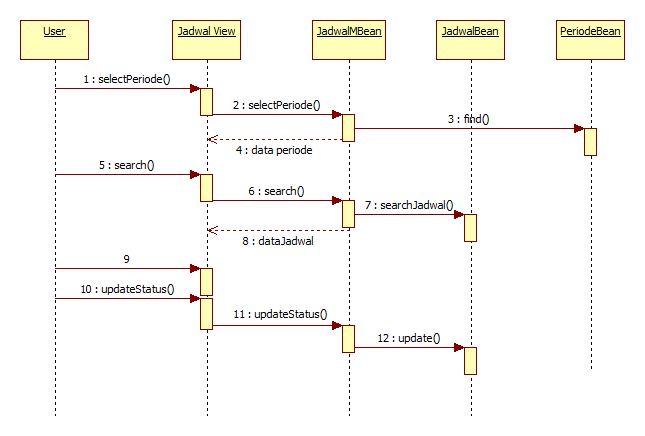 User
Jadwal View
JadwalMBean
JadwalBean
PeriodeBean
1 : selectPeriode()
2 : selectPeriode()
3 : find()
4 : data periode
5 : search()
6 : search()
7 : searchJadwal()
8 : dataJadwal
9
10 : updateStatus()
11 : updateStatus()
12 : update()